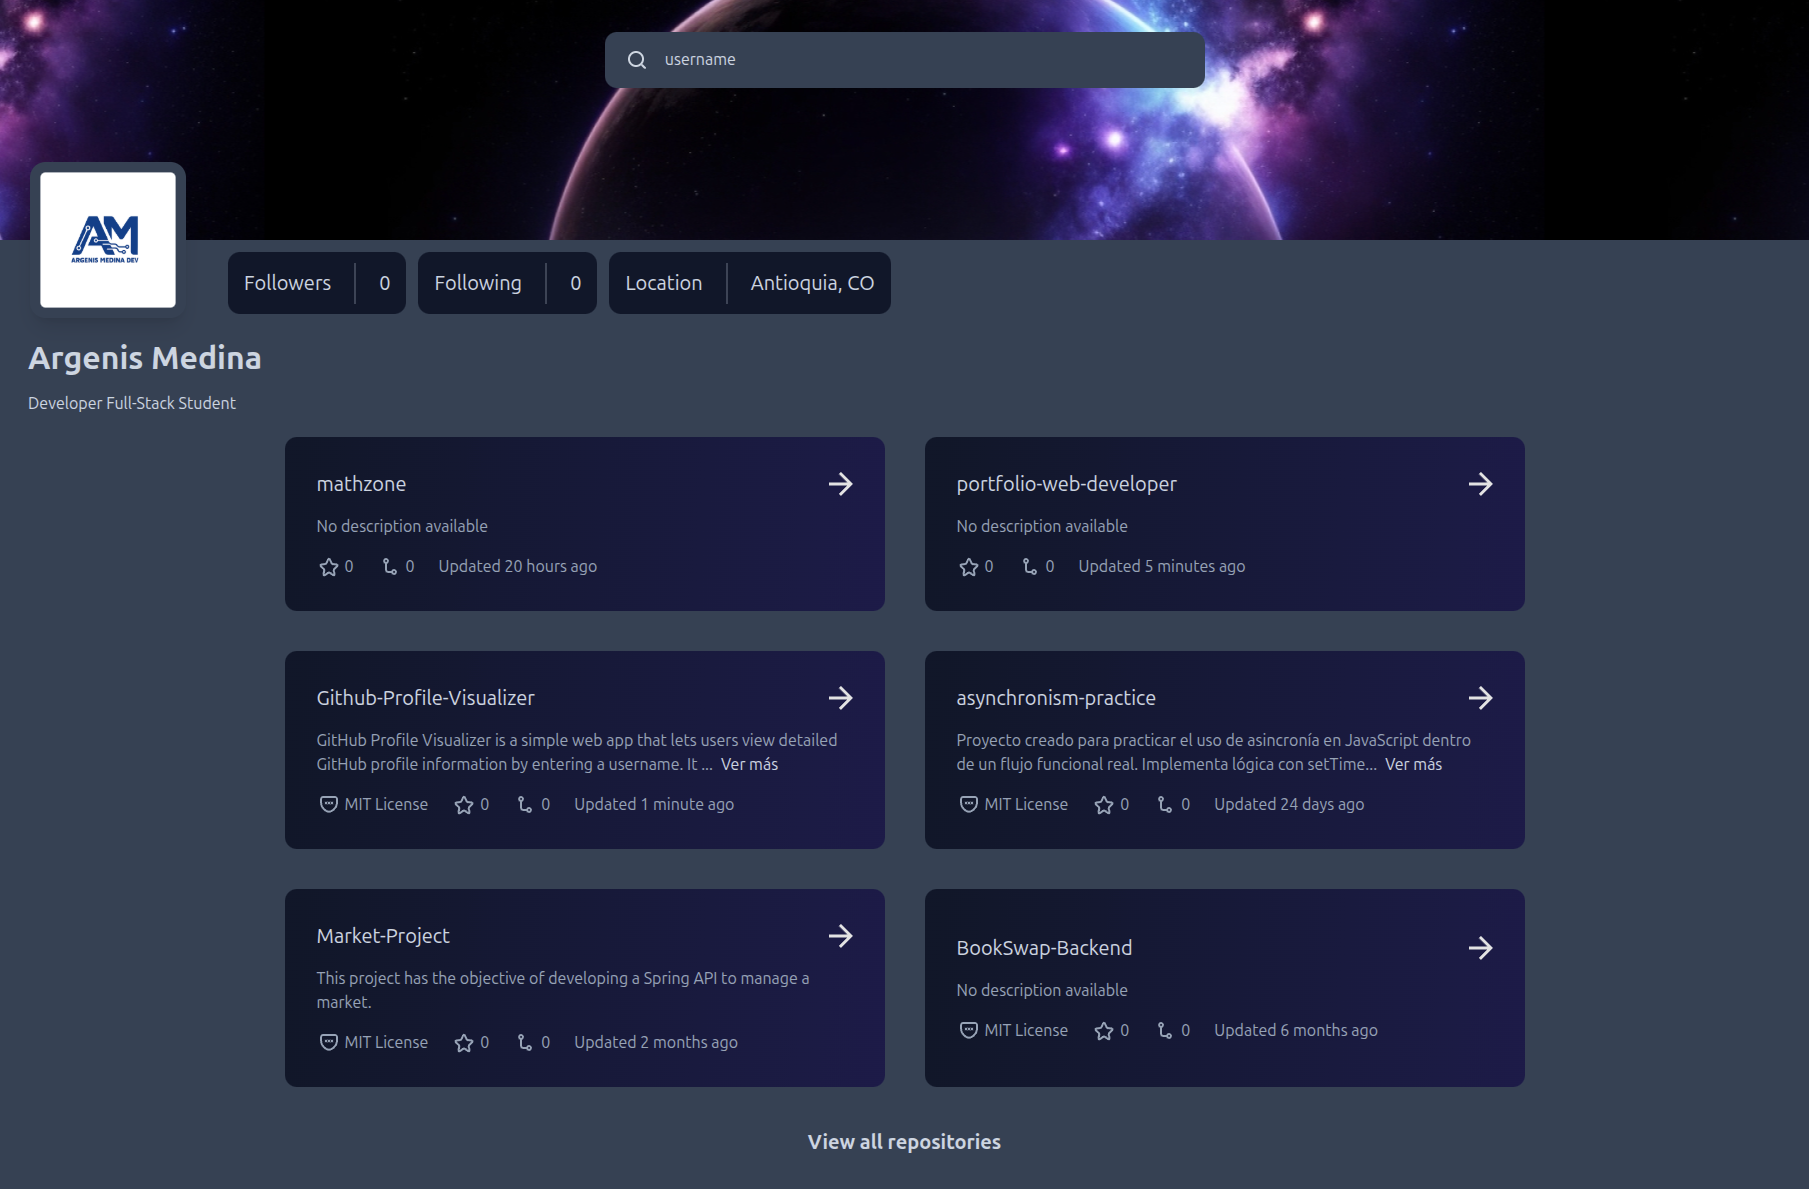 username
AM
ARGENIS MEDINA DEV
Followers 0
Following 0
Location Antioquia, CO
Argenis Medina
Developer Full-Stack Student
mathzone
No description available
0 0 Updated 20 hours ago
portfolio-web-developer
No description available
0 0 Updated 5 minutes ago
Github-Profile-Visualizer
GitHub Profile Visualizer is a simple web app that lets users view detailed
GitHub profile information by entering a username. It ... Ver más
MIT License 0 0 Updated 1 minute ago
asynchronism-practice
Proyecto creado para practicar el uso de asincronía en JavaScript dentro
de un flujo funcional real. Implementa lógica con setTime... Ver más
MIT License 0 0 Updated 24 days ago
Market-Project
This project has the objective of developing a Spring API to manage a
market.
MIT License 0 0 Updated 2 months ago
BookSwap-Backend
No description available
MIT License 0 0 Updated 6 months ago
View all repositories